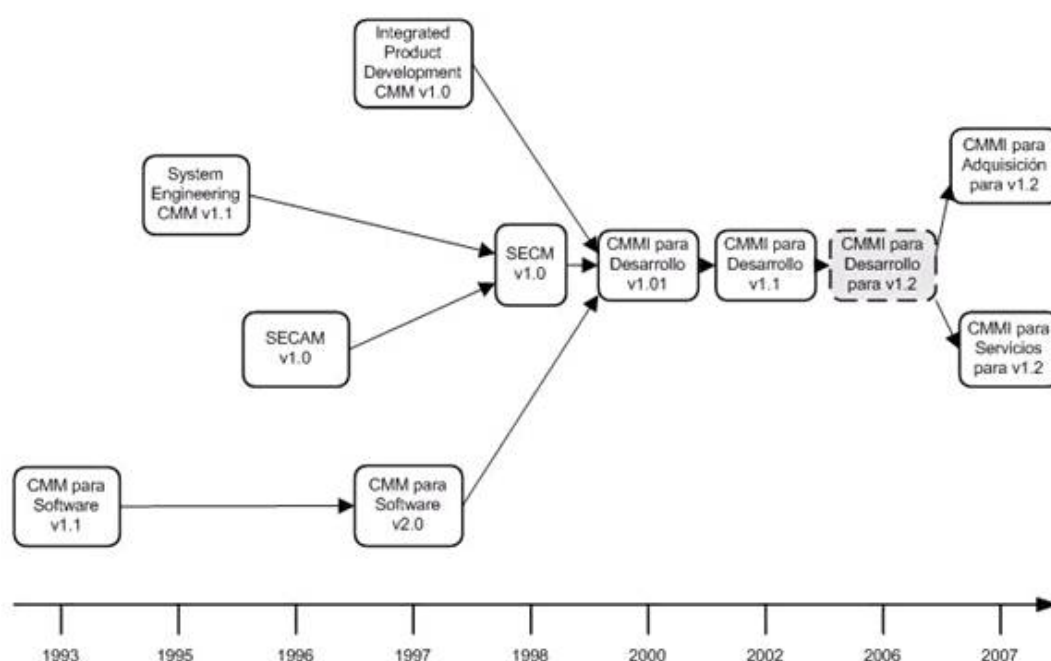 Integrated
Product
Development
CMM v1.0
System
Engineering
CMM v1.1
CMMI para
Adquisición
para v1.2
SECM
v1.0
CMMI para
Desarrollo
v1.01
CMMI para
Desarrollo
v1.1
CMMI para
Desarrollo
para v1.2
SECAM
v1.0
CMMI para
Servicios
para v1.2
CMM para
Software
v1.1
CMM para
Software
v2.0
1993
1995
1996
1997
1998
2000
2002
2006
2007